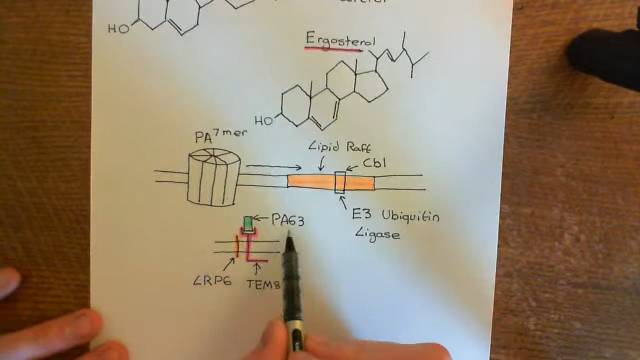 HO
Ergosterol
HO
PA7mer
Lipid Raft
Cbl
E3 Ubiquitin
Ligase
PA63
LRP6
TEM8